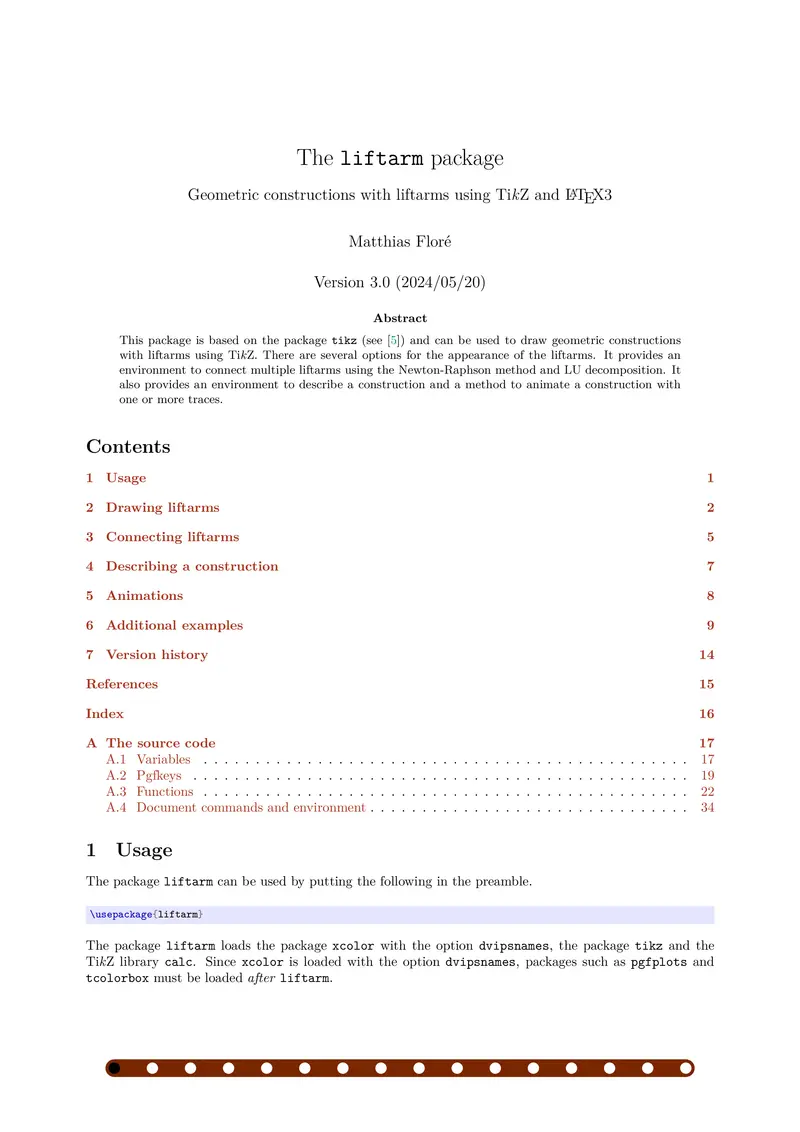 The liftarm package
Geometric constructions with liftarms using TikZ and LATEX3
Matthias Floré
Version 3.0 (2024/05/20)
Abstract
This package is based on the package tikz (see [5]) and can be used to draw geometric constructions
with liftarms using TikZ. There are several options for the appearance of the liftarms. It provides an
environment to connect multiple liftarms using the Newton-Raphson method and LU decomposition. It
also provides an environment to describe a construction and a method to animate a construction with
one or more traces.
Contents
1 Usage 1
2 Drawing liftarms 2
3 Connecting liftarms 5
4 Describing a construction 7
5 Animations 8
6 Additional examples 9
7 Version history 14
References 15
Index 16
A The source code 17
A.1 Variables . . . . . . . . . . . . . . . . . . . . . . . . . . . . . . . . . . . . . . . . . . . . . . . 17
A.2 Pgfkeys . . . . . . . . . . . . . . . . . . . . . . . . . . . . . . . . . . . . . . . . . . . . . . . . 19
A.3 Functions . . . . . . . . . . . . . . . . . . . . . . . . . . . . . . . . . . . . . . . . . . . . . . . 22
A.4 Document commands and environment . . . . . . . . . . . . . . . . . . . . . . . . . . . . . . . 34
1 Usage
The package liftarm can be used by putting the following in the preamble.
\usepackage{liftarm}
The package liftarm loads the package xcolor with the option dvipsnames, the package tikz and the
TikZ library calc. Since xcolor is loaded with the option dvipsnames, packages such as pgfplots and
tcolorbox must be loaded after liftarm.